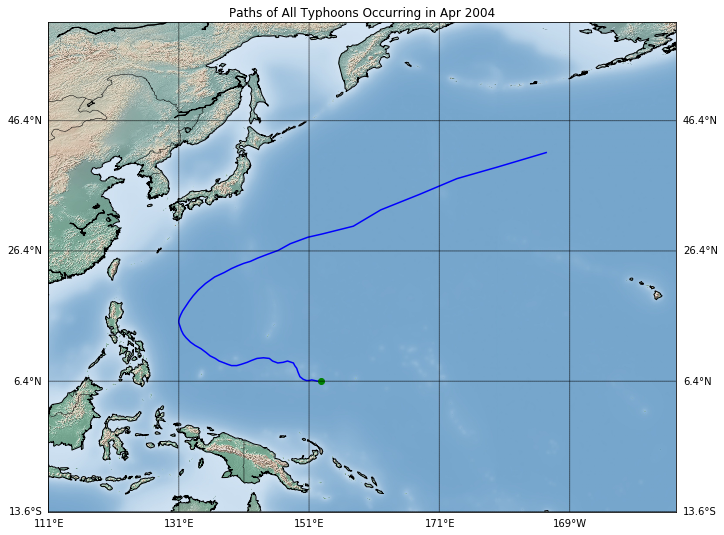 Paths of All Typhoons Occurring in Apr 2004
46.4°N 46.4°N
26.4°N 26.4°N
6.4°N 6.4°N
13.6°S 13.6°S
111°E 131°E 151°E 171°E 169°W